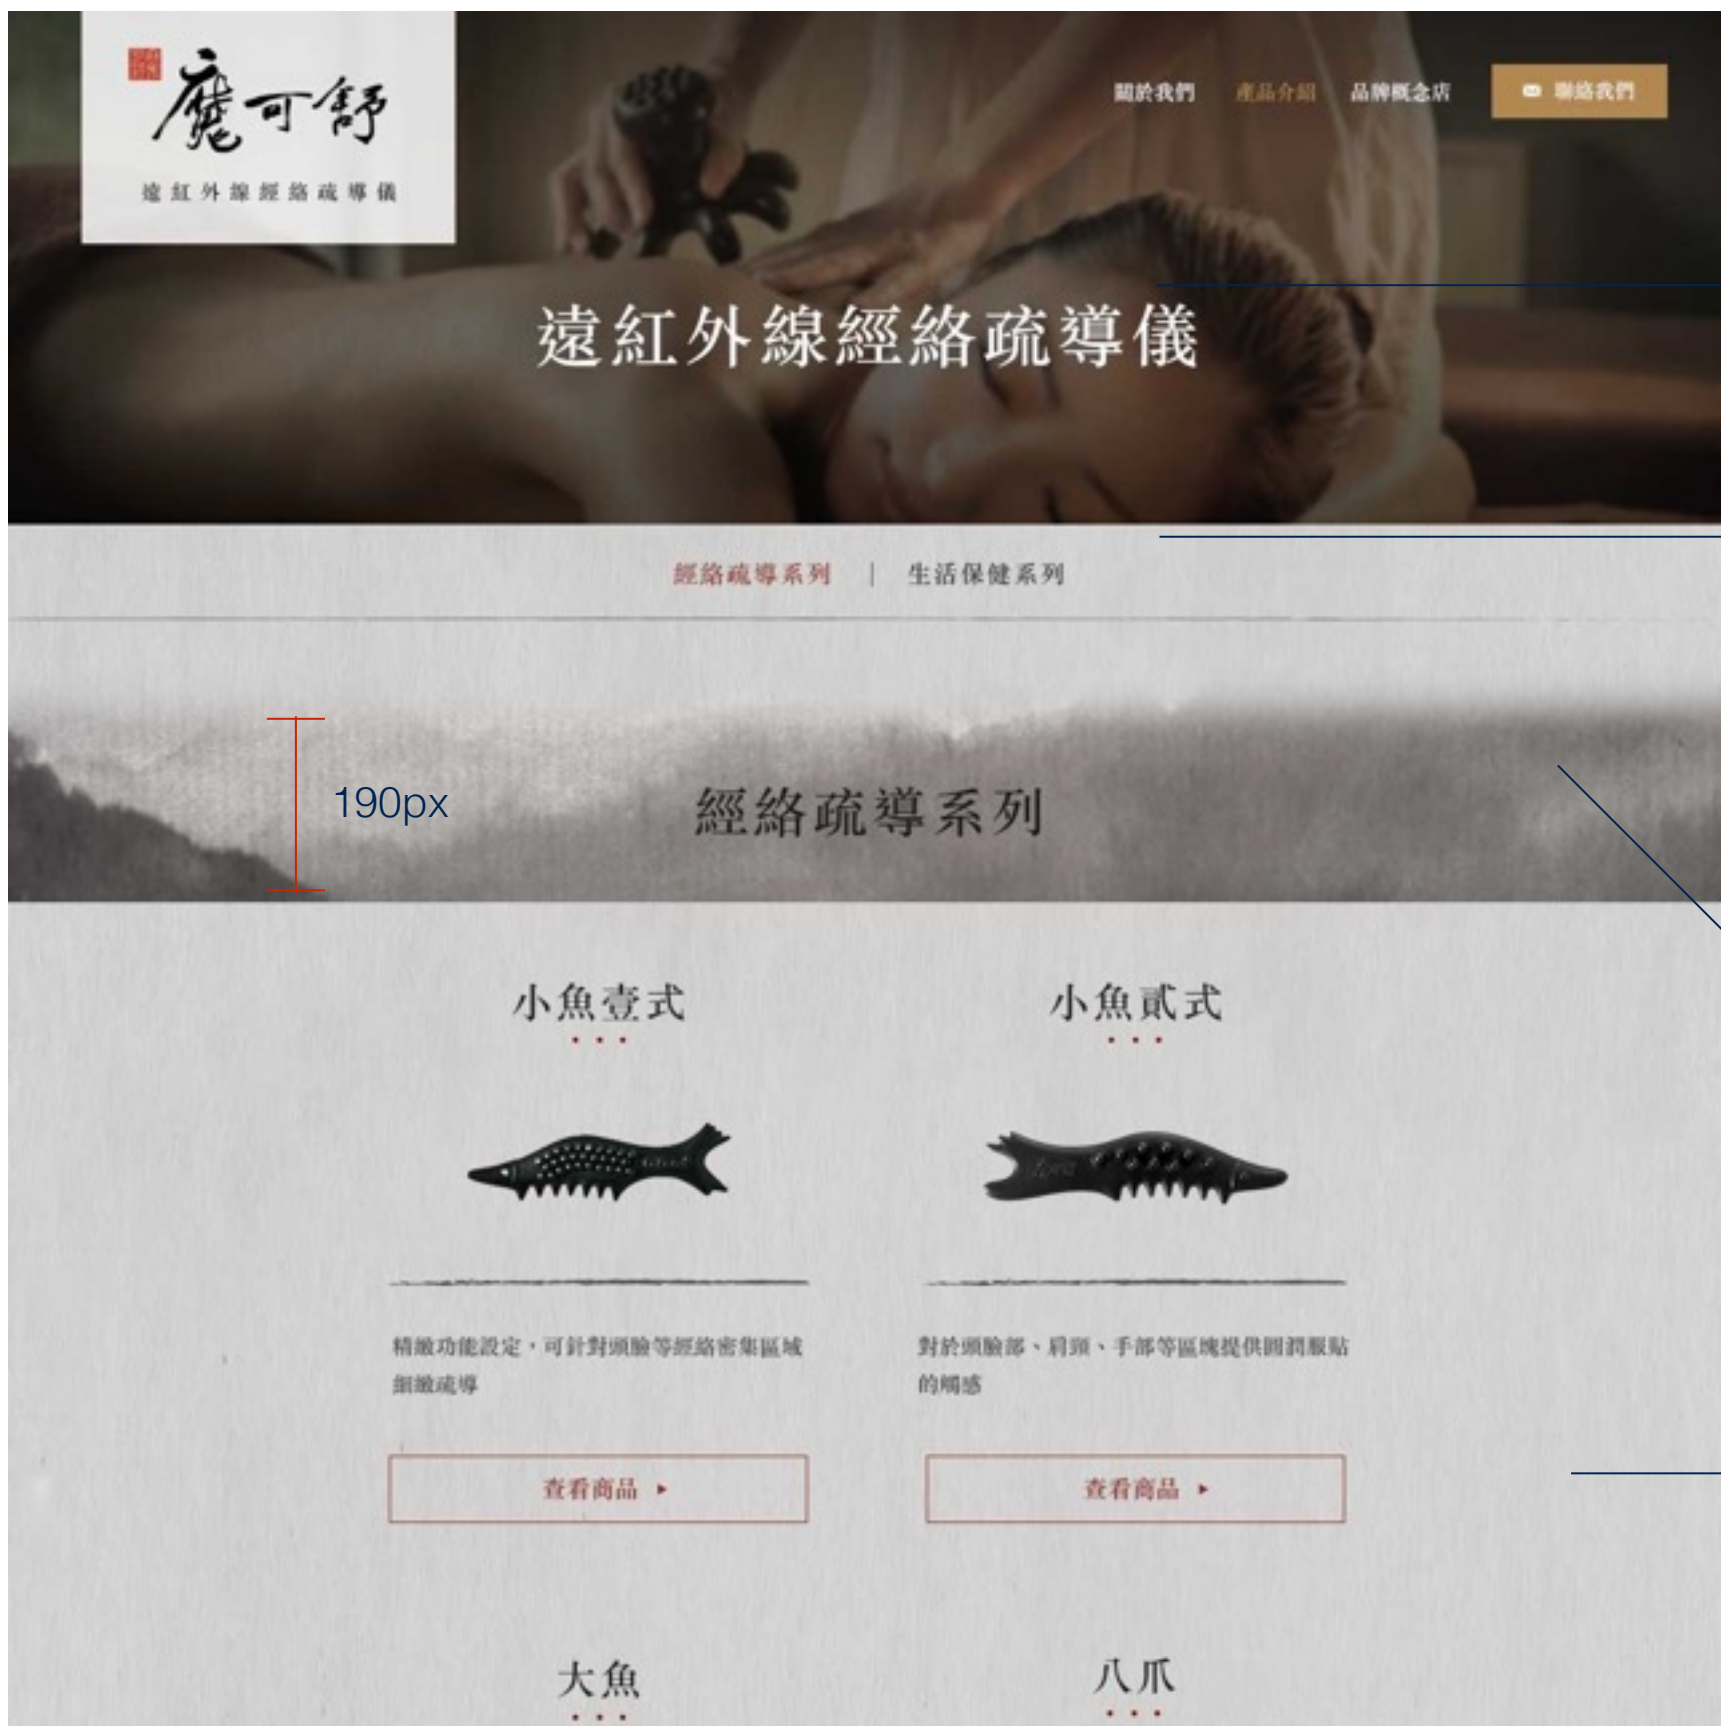 魔可舒
遠紅外線經絡疏導儀
關於我們
產品介紹
品牌概念店
聯絡我們
遠紅外線經絡疏導儀
經絡疏導系列 | 生活保健系列
190px
經絡疏導系列
小魚壹式
小魚貳式
精緻功能設定，可針對頭臉等經絡密集區域
細緻疏導
對於頭臉部、肩頸、手部等區塊提供圓潤服貼
的觸感
查看商品
查看商品
大魚
八爪